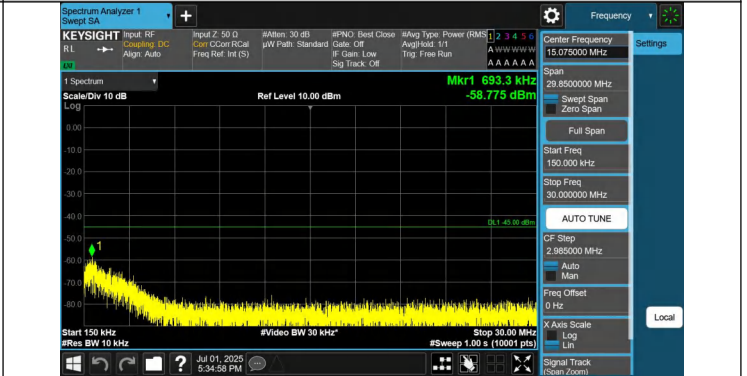 Spectrum Analyzer 1
Swept SA
Frequency
KEYSIGHT
RL
Input: RF
Coupling: DC
Align: Auto
Input Z: 50 Ω
Corr CCorr RCal
Freq Ref: Int (S)
#Atten: 30 dB
µW Path: Standard
#PNO: Best Close
Gate: Off
IF Gain: Low
Sig Track: Off
#Avg Type: Power (RMS
Avg|Hold: 1/1
Trig: Free Run
1 2 3 4 5 6
A W W W W W
A A A A A A
1 Spectrum
Mkr1 693.3 kHz
Scale/Div 10 dB
Ref Level 10.00 dBm
-58.775 dBm
Log
0.00
-10.0
-20.0
-30.0
-40.0
DL1 -45.00 dBm
-50.0
1
-60.0
-70.0
-80.0
Start 150 kHz
#Video BW 30 kHz*
Stop 30.00 MHz
#Res BW 10 kHz
#Sweep 1.00 s (10001 pts)
Jul 01, 2025
5:34:58 PM
Center Frequency
15.075000 MHz
Settings
Span
29.8500000 MHz
Swept Span
Zero Span
Full Span
Start Freq
150.000 kHz
Stop Freq
30.000000 MHz
AUTO TUNE
CF Step
2.985000 MHz
Auto
Man
Freq Offset
0 Hz
X Axis Scale
Log
Lin
Local
Signal Track
(Span Zoom)